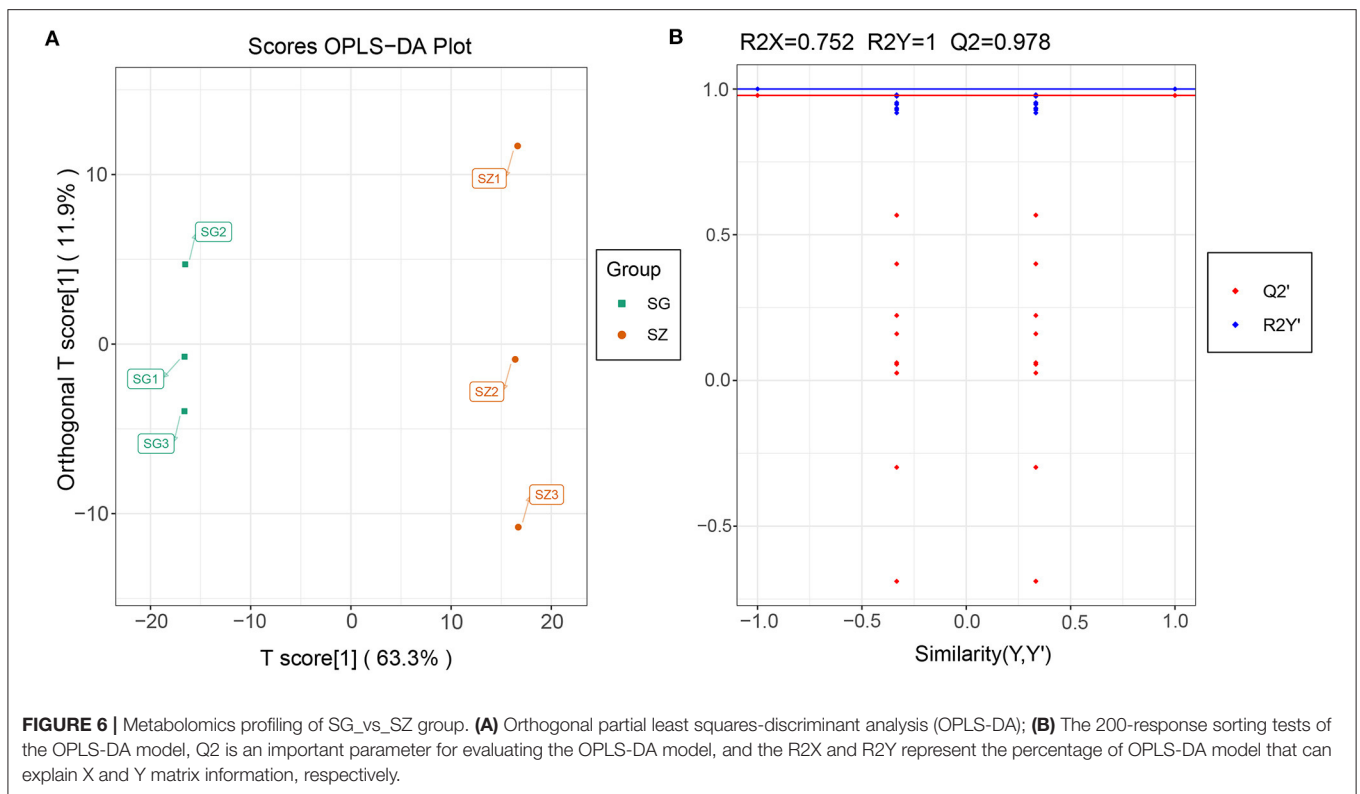 A
Scores OPLS−DA Plot
Orthogonal T score[1] ( 11.9% )
10
0
−10
SG2
SG1
SG3
SZ1
SZ2
SZ3
−20
−10
0
10
20
T score[1] ( 63.3% )
Group
SG
SZ
B
R2X=0.752 R2Y=1 Q2=0.978
1.0
0.5
0.0
−0.5
−1.0
−0.5
0.0
0.5
1.0
Similarity(Y,Y')
Q2'
R2Y'
FIGURE 6 | Metabolomics profiling of SG_vs_SZ group. (A) Orthogonal partial least squares-discriminant analysis (OPLS-DA); (B) The 200-response sorting tests of
the OPLS-DA model, Q2 is an important parameter for evaluating the OPLS-DA model, and the R2X and R2Y represent the percentage of OPLS-DA model that can
explain X and Y matrix information, respectively.